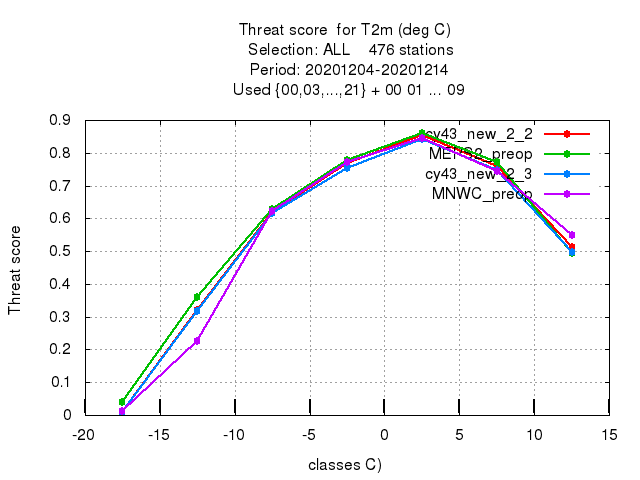 Threat score  for T2m (deg C)
Selection: ALL    476 stations
Period: 20201204-20201214
Used {00,03,...,21} + 00 01 ... 09
0.9
0.8
0.7
0.6
0.5
0.4
0.3
0.2
0.1
0
Threat score
cy43_new_2_2
preop
cy43_new_2_3
MNWC_preop
-20 -15 -10 -5 0 5 10 15
classes C)